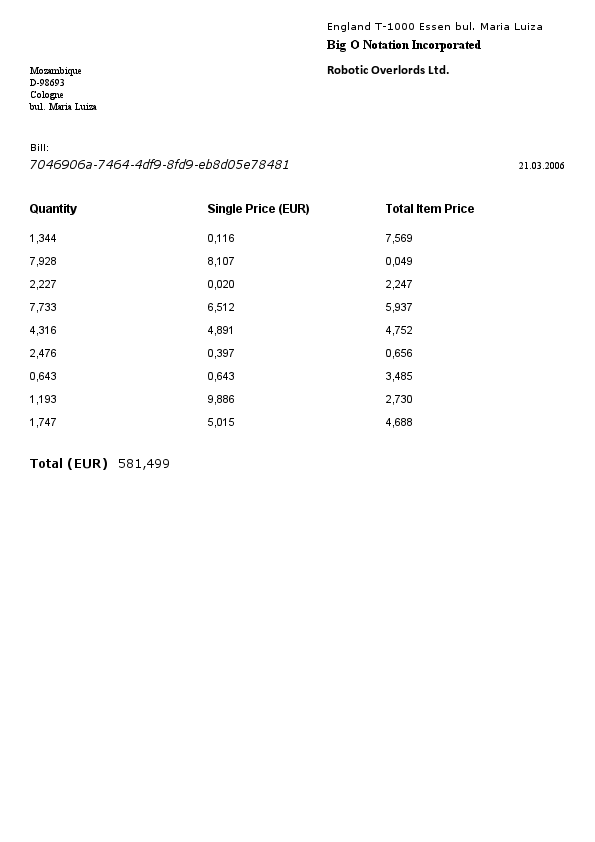 England T-1000 Essen bul. Maria Luiza
Big O Notation Incorporated
Robotic Overlords Ltd.
Mozambique
D-98693
Cologne
bul. Maria Luiza
Bill:
7046906a-7464-4df9-8fd9-eb8d05e78481 21.03.2006
Quantity Single Price (EUR) Total Item Price
1,344 0,116 7,569
7,928 8,107 0,049
2,227 0,020 2,247
7,733 6,512 5,937
4,316 4,891 4,752
2,476 0,397 0,656
0,643 0,643 3,485
1,193 9,886 2,730
1,747 5,015 4,688
Total (EUR) 581,499